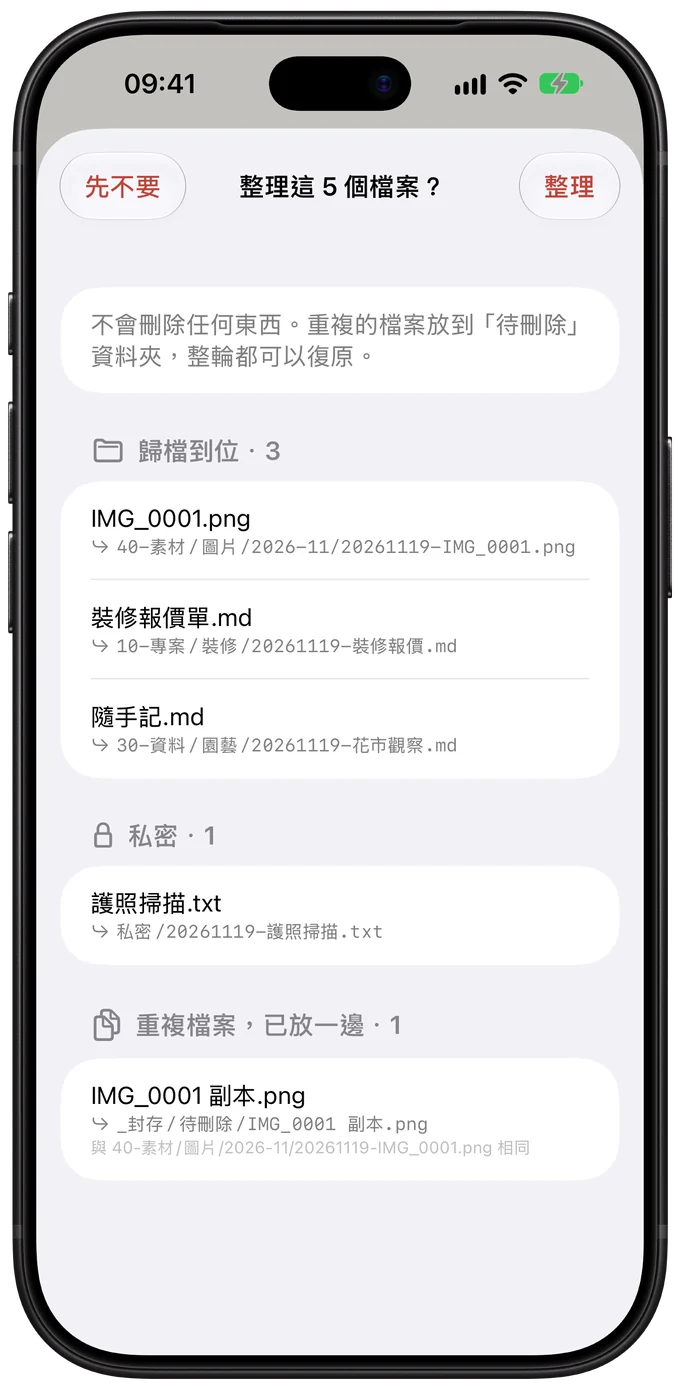 09:41
先不要
整理這 5 個檔案？
整理
不會刪除任何東西。重複的檔案放到「待刪除」
資料夾，整輪都可以復原。
歸檔到位 · 3
IMG_0001.png
↪ 40-素材/圖片/2026-11/20261119-IMG_0001.png
裝修報價單.md
↪ 10-專案/裝修/20261119-裝修報價.md
隨手記.md
↪ 30-資料/園藝/20261119-花市觀察.md
私密 · 1
護照掃描.txt
↪ 私密/20261119-護照掃描.txt
重複檔案，已放一邊 · 1
IMG_0001 副本.png
↪ _封存/待刪除/IMG_0001 副本.png
與 40-素材/圖片/2026-11/20261119-IMG_0001.png 相同